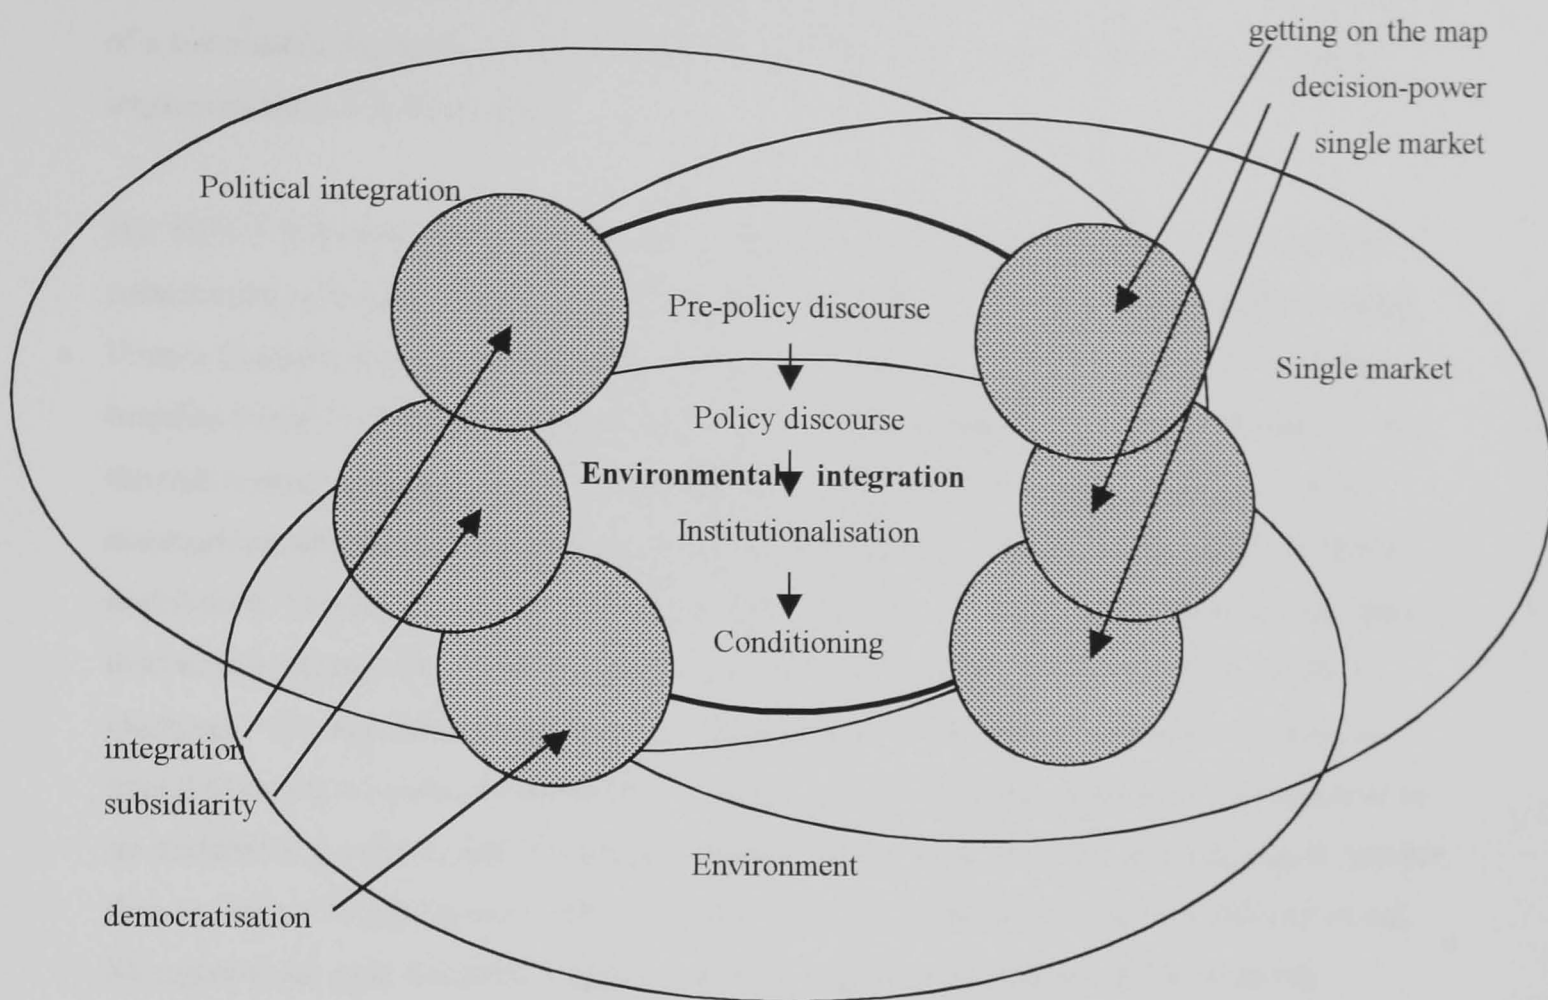 getting on the map
decision-power
single market
Political integration
Pre-policy discourse
Single market
Policy discourse
Environmental integration
Institutionalisation
Conditioning
integration
subsidiarity
Environment
democratisation